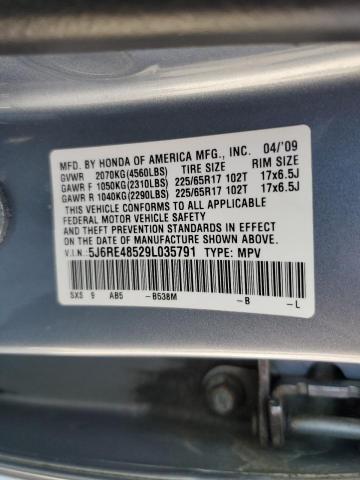 MFD. BY HONDA OF AMERICA MFG., INC. 04/'09
GVWR 2070KG(4560LBS) TIRE SIZE RIM SIZE
GAWR F 1050KG(2310LBS) 225/65R17 102T 17x6.5J
GAWR R 1040KG(2290LBS) 225/65R17 102T 17x6.5J
THIS VEHICLE CONFORMS TO ALL APPLICABLE
FEDERAL MOTOR VEHICLE SAFETY
AND THEFT PREVENTION STANDARDS IN EFFECT
ON THE DATE OF MANUFACTURE SHOWN ABOVE.
V.I.N: 5J6RE48529L035791 TYPE: MPV
SXS 9 AB5 -B538M -B -L